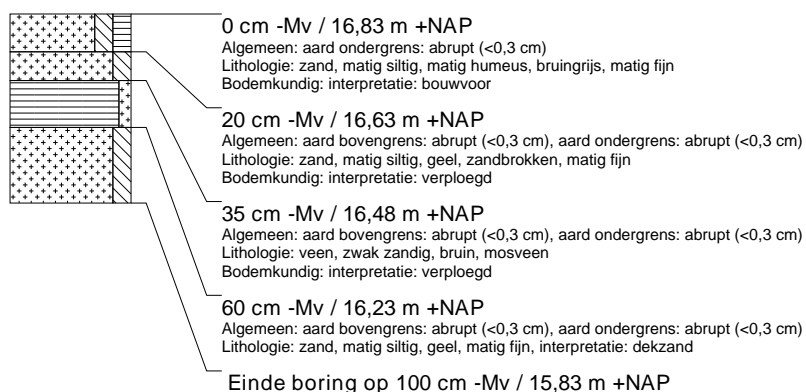 0 cm -Mv / 16,83 m +NAP
Algemeen: aard ondergrens: abrupt (<0,3 cm)
Lithologie: zand, matig siltig, matig humeus, bruingrijs, matig fijn
Bodemkundig: interpretatie: bouwvoor
20 cm -Mv / 16,63 m +NAP
Algemeen: aard bovengrens: abrupt (<0,3 cm), aard ondergrens: abrupt (<0,3 cm)
Lithologie: zand, matig siltig, geel, zandbrokken, matig fijn
Bodemkundig: interpretatie: verploegd
35 cm -Mv / 16,48 m +NAP
Algemeen: aard bovengrens: abrupt (<0,3 cm), aard ondergrens: abrupt (<0,3 cm)
Lithologie: veen, zwak zandig, bruin, mosveen
Bodemkundig: interpretatie: verploegd
60 cm -Mv / 16,23 m +NAP
Algemeen: aard bovengrens: abrupt (<0,3 cm), aard ondergrens: abrupt (<0,3 cm)
Lithologie: zand, matig siltig, geel, matig fijn, interpretatie: dekzand
Einde boring op 100 cm -Mv / 15,83 m +NAP